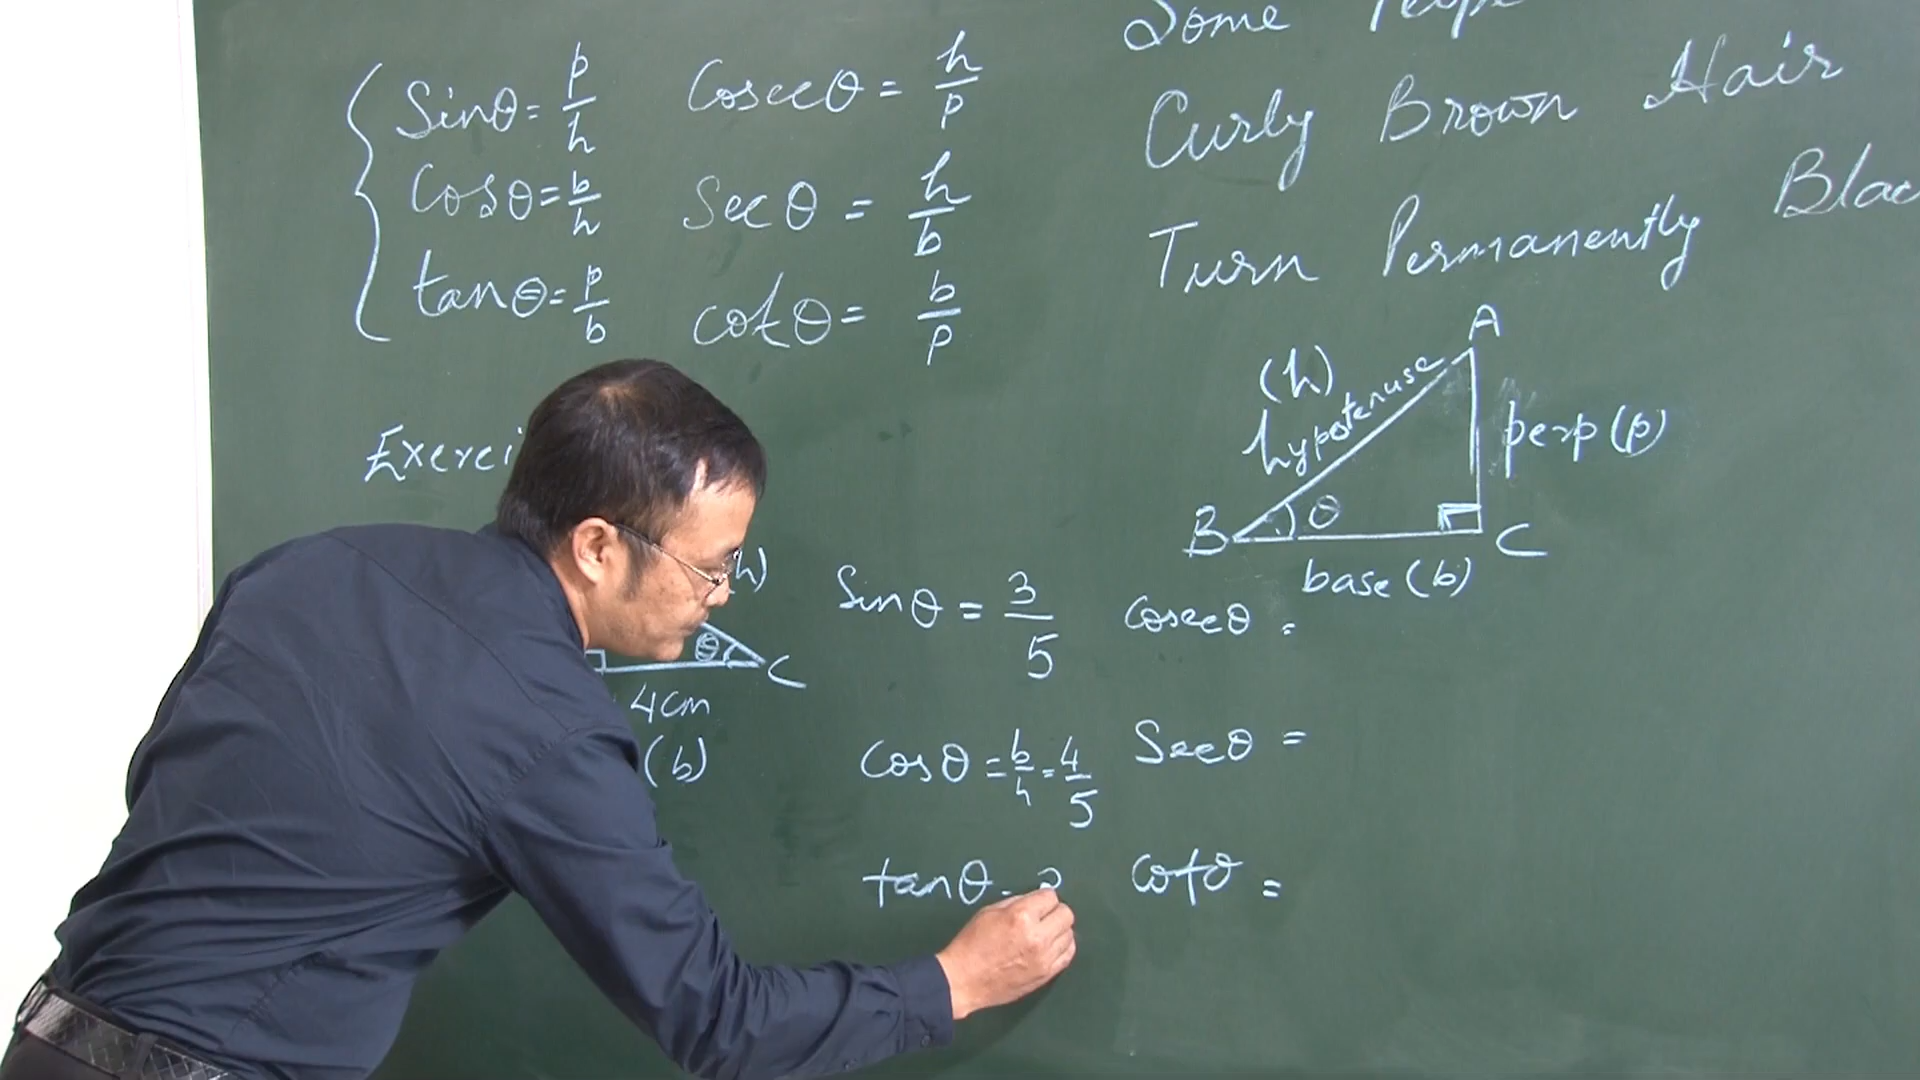 Some
Curly Brown Hair
Turn Permanently
Sinθ = p/h
Cosecθ = h/p
Cosθ = b/h
Secθ = h/b
tanθ = p/b
cotθ = b/p
A
(h)
hypotenuse
perp (p)
B
θ
C
base (b)
h)
θ
C
4cm
(b)
Sinθ = 3/5
Cosecθ =
Cosθ = b/h = 4/5
Secθ =
tanθ
cotθ =